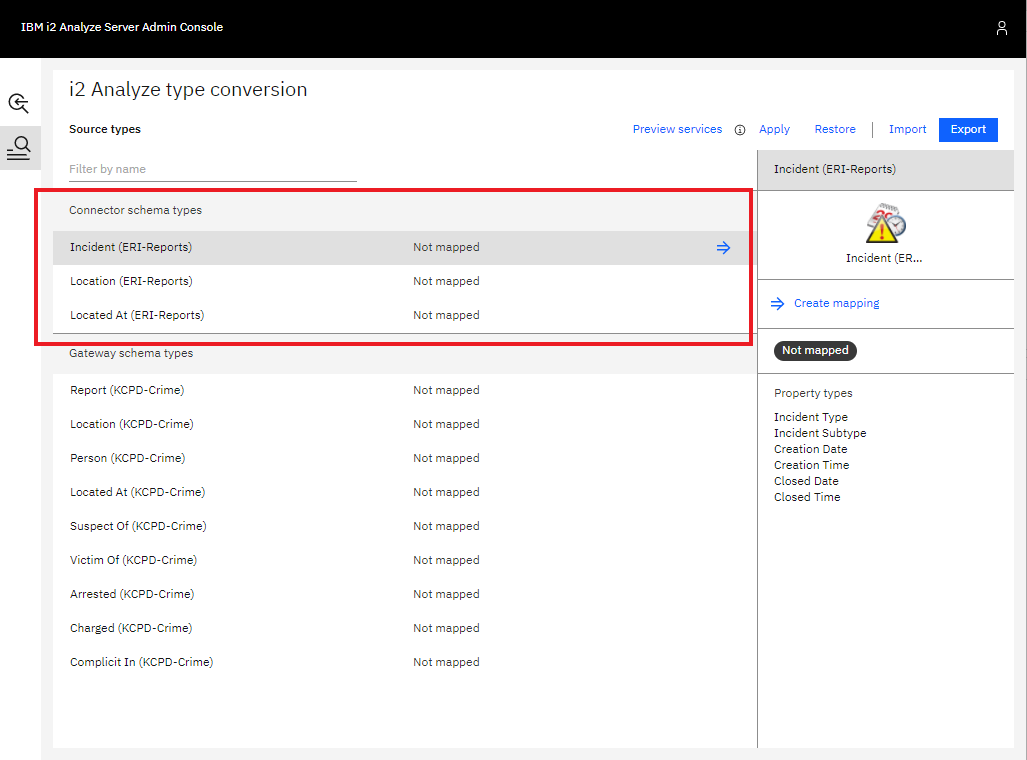 IBM i2 Analyze Server Admin Console
i2 Analyze type conversion
Source types
Preview services
Apply
Restore
Import
Export
Filter by name
Connector schema types
Incident (ERI-Reports) Not mapped
Location (ERI-Reports) Not mapped
Located At (ERI-Reports) Not mapped
Gateway schema types
Report (KCPD-Crime) Not mapped
Location (KCPD-Crime) Not mapped
Person (KCPD-Crime) Not mapped
Located At (KCPD-Crime) Not mapped
Suspect Of (KCPD-Crime) Not mapped
Victim Of (KCPD-Crime) Not mapped
Arrested (KCPD-Crime) Not mapped
Charged (KCPD-Crime) Not mapped
Complicit In (KCPD-Crime) Not mapped
Incident (ERI-Reports)
Incident (ER...
Create mapping
Not mapped
Property types
Incident Type
Incident Subtype
Creation Date
Creation Time
Closed Date
Closed Time